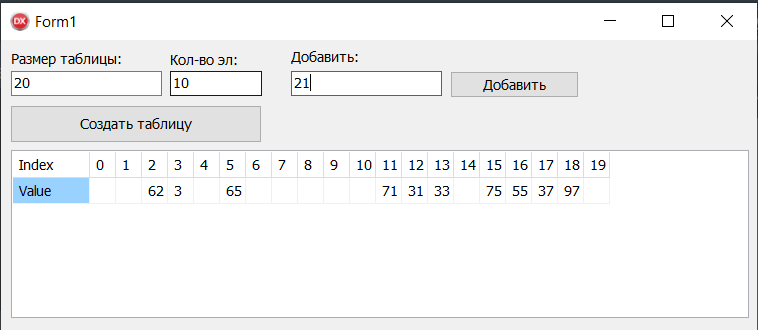 DX Form1
Размер таблицы: Кол-во эл: Добавить:
20 10 21 Добавить
Создать таблицу
Index 0 1 2 3 4 5 6 7 8 9 10 11 12 13 14 15 16 17 18 19
Value 62 3 65 71 31 33 75 55 37 97